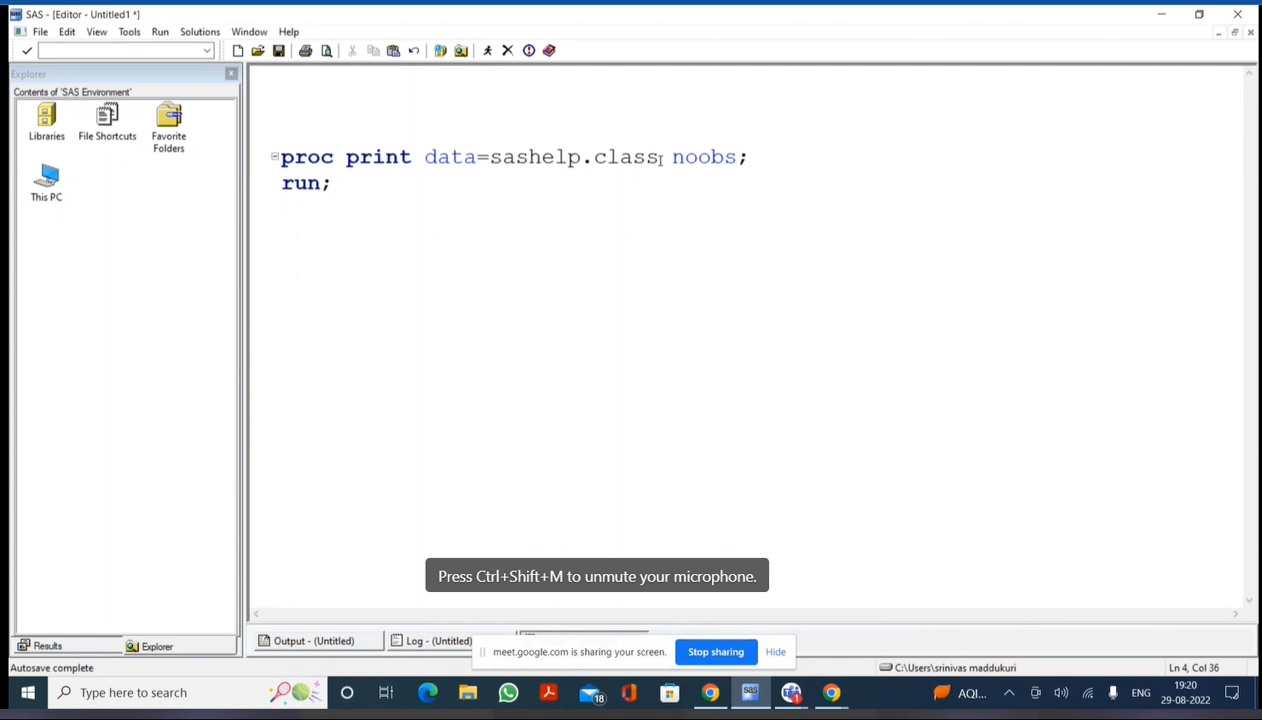 SAS - [Editor - Untitled1 *]
File Edit View Tools Run Solutions Window Help
Explorer
Contents of 'SAS Environment'
Libraries File Shortcuts Favorite Folders
This PC
proc print data=sashelp.class noobs;
run;
Press Ctrl+Shift+M to unmute your microphone.
Results Explorer
Output - (Untitled) Log - (Untitled)
meet.google.com is sharing your screen. Stop sharing Hide
Autosave complete
C:\Users\srinivas maddukuri
Ln 4, Col 36
Type here to search
18
1
AQI...
ENG
19:20
29-08-2022